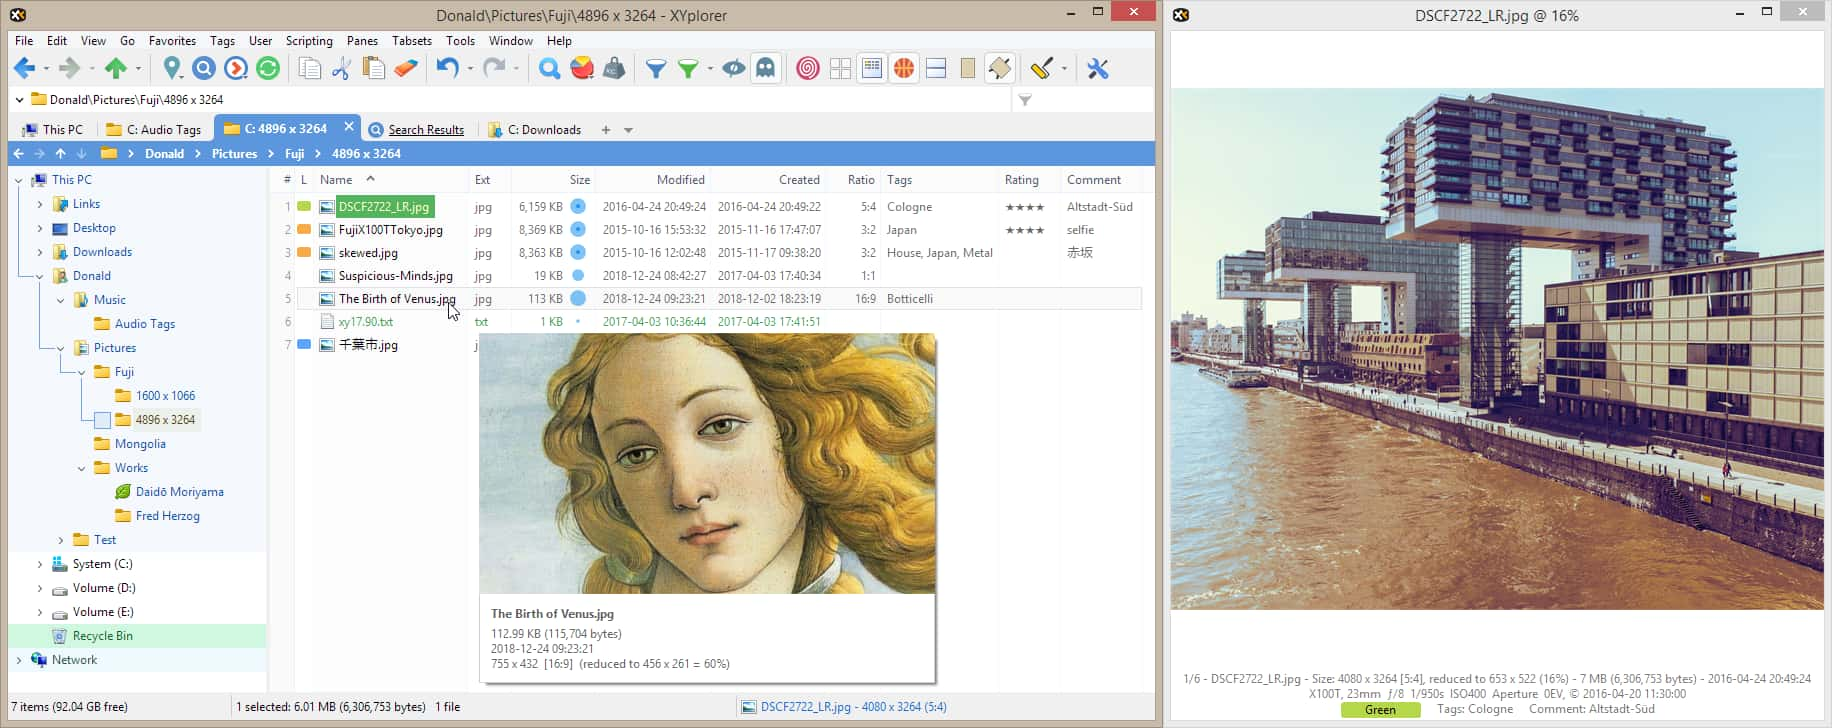 Donald\Pictures\Fuji\4896 x 3264 - XYplorer
File Edit View Go Favorites Tags User Scripting Panes Tabsets Tools Window Help
Donald\Pictures\Fuji\4896 x 3264
This PC C: Audio Tags C: 4896 x 3264 Search Results C: Downloads
Donald Pictures Fuji 4896 x 3264
This PC
Links
Desktop
Downloads
Donald
Music
Audio Tags
Pictures
Fuji
1600 x 1066
4896 x 3264
Mongolia
Works
Daidō Moriyama
Fred Herzog
Test
System (C:)
Volume (D:)
Volume (E:)
Recycle Bin
Network
# L Name Ext Size Modified Created Ratio Tags Rating Comment
1 DSCF2722_LR.jpg jpg 6,159 KB 2016-04-24 20:49:24 2016-04-24 20:49:22 5:4 Cologne ★★★★ Altstadt-Süd
2 FujiX100TTokyo.jpg jpg 8,369 KB 2015-10-16 15:53:32 2015-11-16 17:47:07 3:2 Japan ★★★★ selfie
3 skewed.jpg jpg 8,363 KB 2015-10-16 12:02:48 2015-11-17 09:38:20 3:2 House, Japan, Metal 赤坂
4 Suspicious-Minds.jpg jpg 19 KB 2018-12-24 08:42:27 2017-04-03 17:40:34 1:1
5 The Birth of Venus.jpg jpg 113 KB 2018-12-24 09:23:21 2018-12-02 18:23:19 16:9 Botticelli
6 xy17.90.txt txt 1 KB 2017-04-03 10:36:44 2017-04-03 17:41:51
7 千葉市.jpg j
The Birth of Venus.jpg
112.99 KB (115,704 bytes)
2018-12-24 09:23:21
755 x 432 [16:9] (reduced to 456 x 261 = 60%)
7 items (92.04 GB free) 1 selected: 6.01 MB (6,306,753 bytes) 1 file DSCF2722_LR.jpg - 4080 x 3264 (5:4)
DSCF2722_LR.jpg @ 16%
1/6 - DSCF2722_LR.jpg - Size: 4080 x 3264 [5:4], reduced to 653 x 522 (16%) - 7 MB (6,306,753 bytes) - 2016-04-24 20:49:24
X100T, 23mm ƒ/8 1/950s ISO400 Aperture 0EV, © 2016-04-20 11:30:00
Green Tags: Cologne Comment: Altstadt-Süd